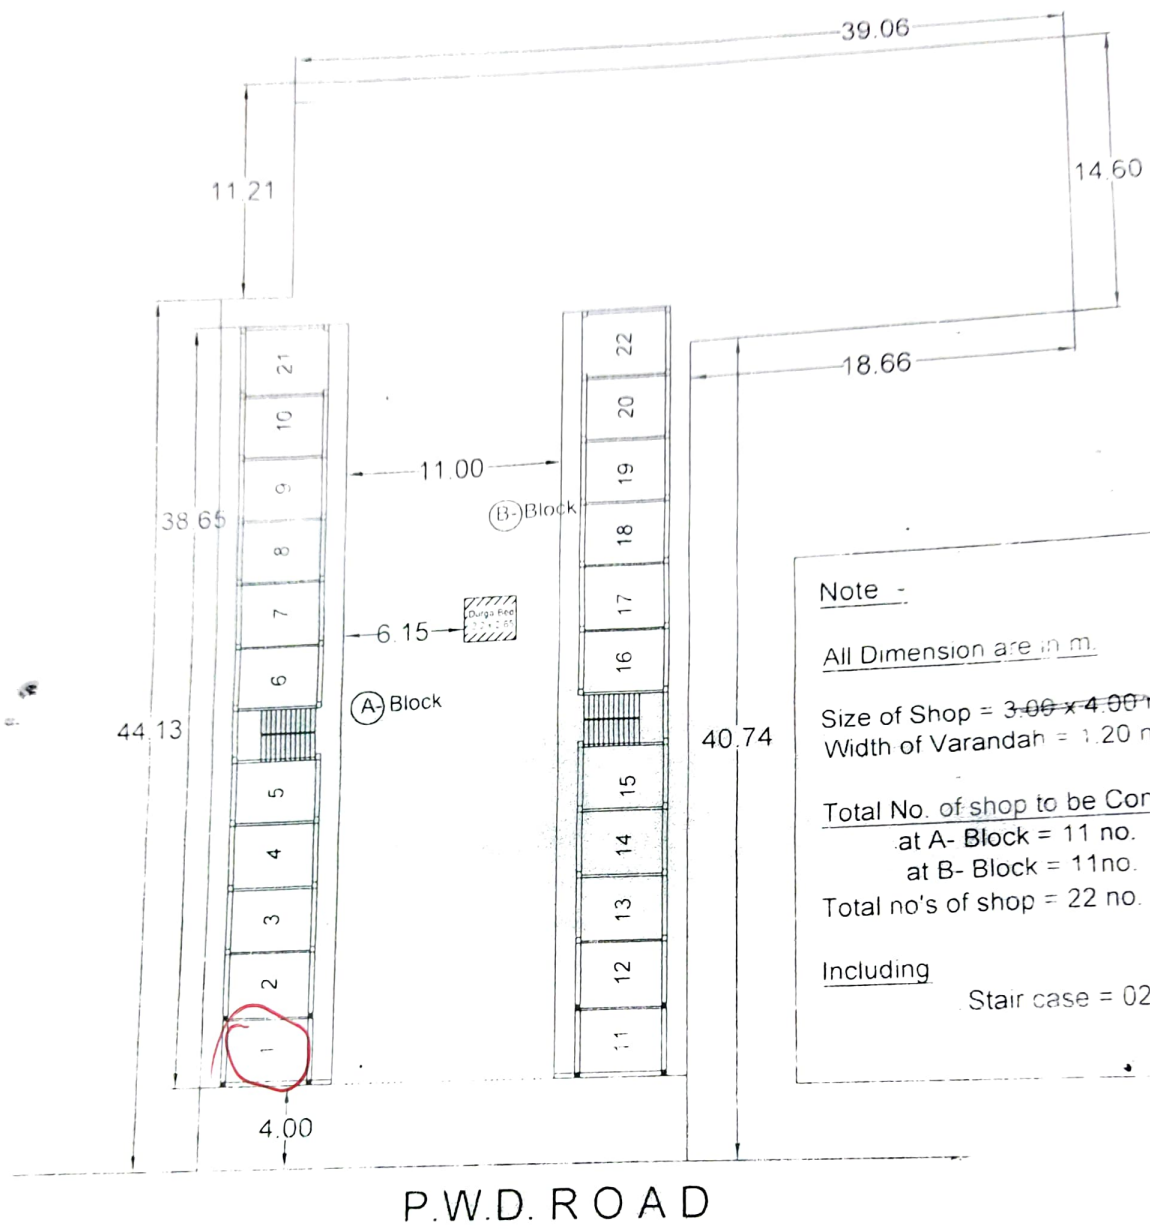 39.06
11.21
14.60
18.66
21
10
9
8
7
6
5
4
3
2
1
22
20
19
18
17
16
15
14
13
12
11
11.00
B- Block
38.65
6.15
Durga Bedi
A- Block
44.13
40.74
4.00
Note -
All Dimension are in m.
Size of Shop = 3.00 x 4.00
Width of Varandah = 1.20
Total No. of shop to be
at A- Block = 11 no.
at B- Block = 11no.
Total no's of shop = 22 no.
Including
Stair case = 02
P.W.D. ROAD